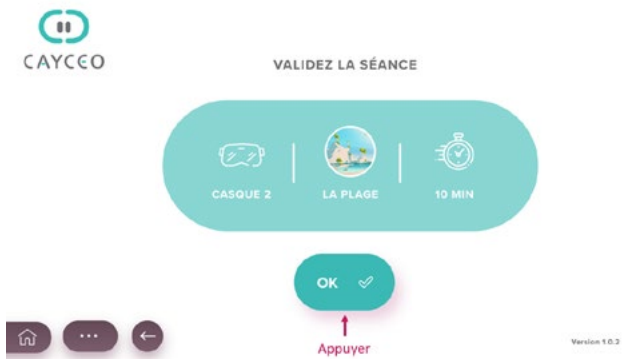 CAYCEO
VALIDEZ LA SÉANCE
CASQUE 2
LA PLAGE
10 MIN
OK
Appuyer
Version 1.0.2